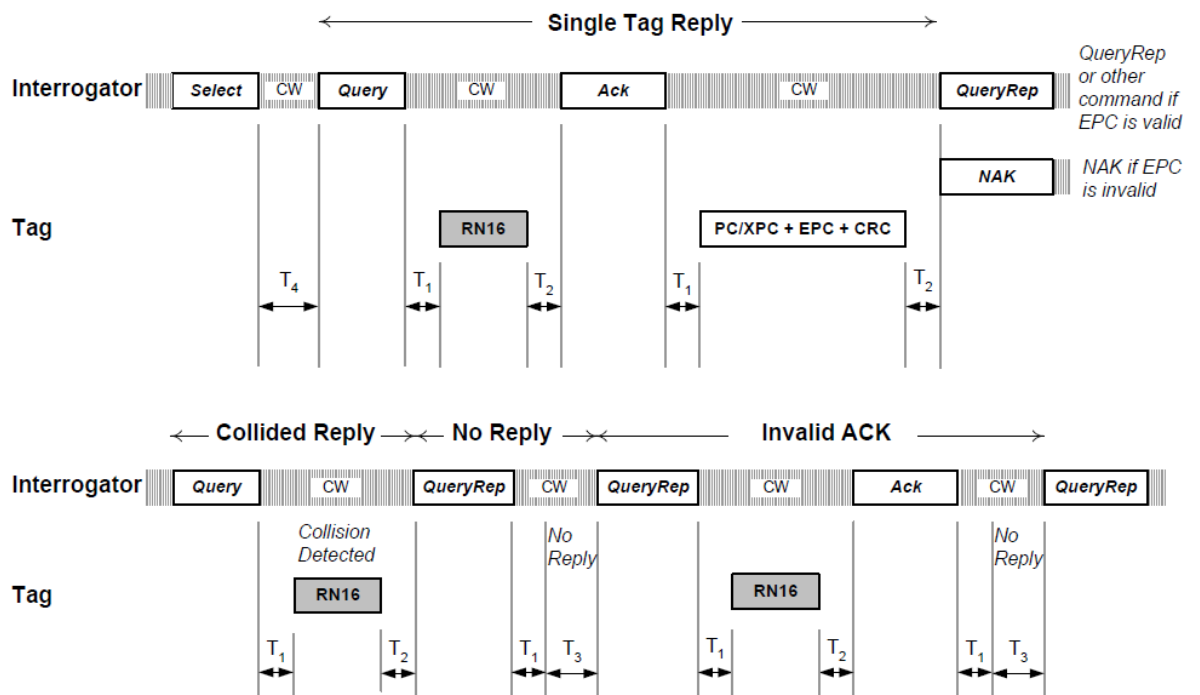 Single Tag Reply
Interrogator
Select
CW
Query
CW
Ack
CW
QueryRep
QueryRep
or other
command if
EPC is valid
NAK
NAK if EPC
is invalid
Tag
RN16
PC/XPC + EPC + CRC
T4
T1
T2
T1
T2
Collided Reply
No Reply
Invalid ACK
Interrogator
Query
CW
QueryRep
CW
QueryRep
CW
Ack
CW
QueryRep
Collision
Detected
No
Reply
No
Reply
Tag
RN16
RN16
T1
T2
T1
T3
T1
T2
T1
T3